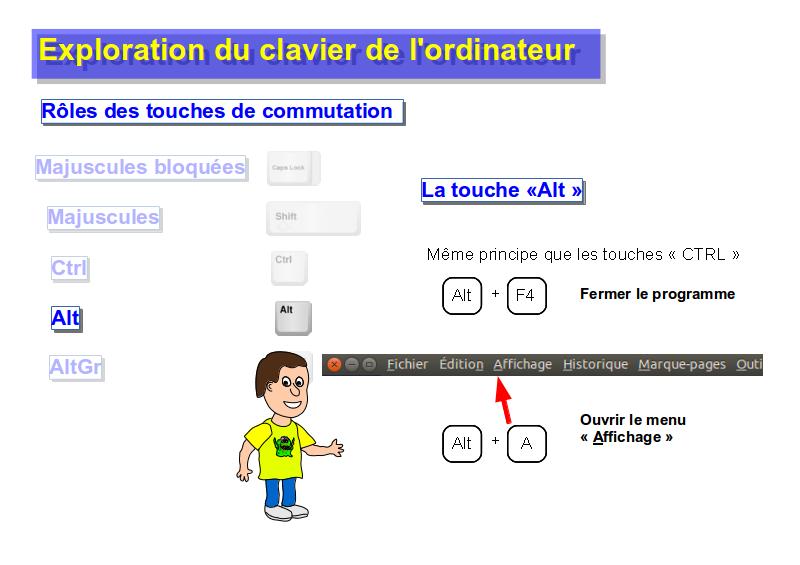 Exploration du clavier de l'ordinateur
Rôles des touches de commutation
Majuscules bloquées
Caps Lock
La touche «Alt »
Majuscules
Shift
Même principe que les touches « CTRL »
Ctrl
Ctrl
Alt + F4
Fermer le programme
Alt
Alt
AltGr
Fichier Édition Affichage Historique Marque-pages Outi
Ouvrir le menu
« Affichage »
Alt + A